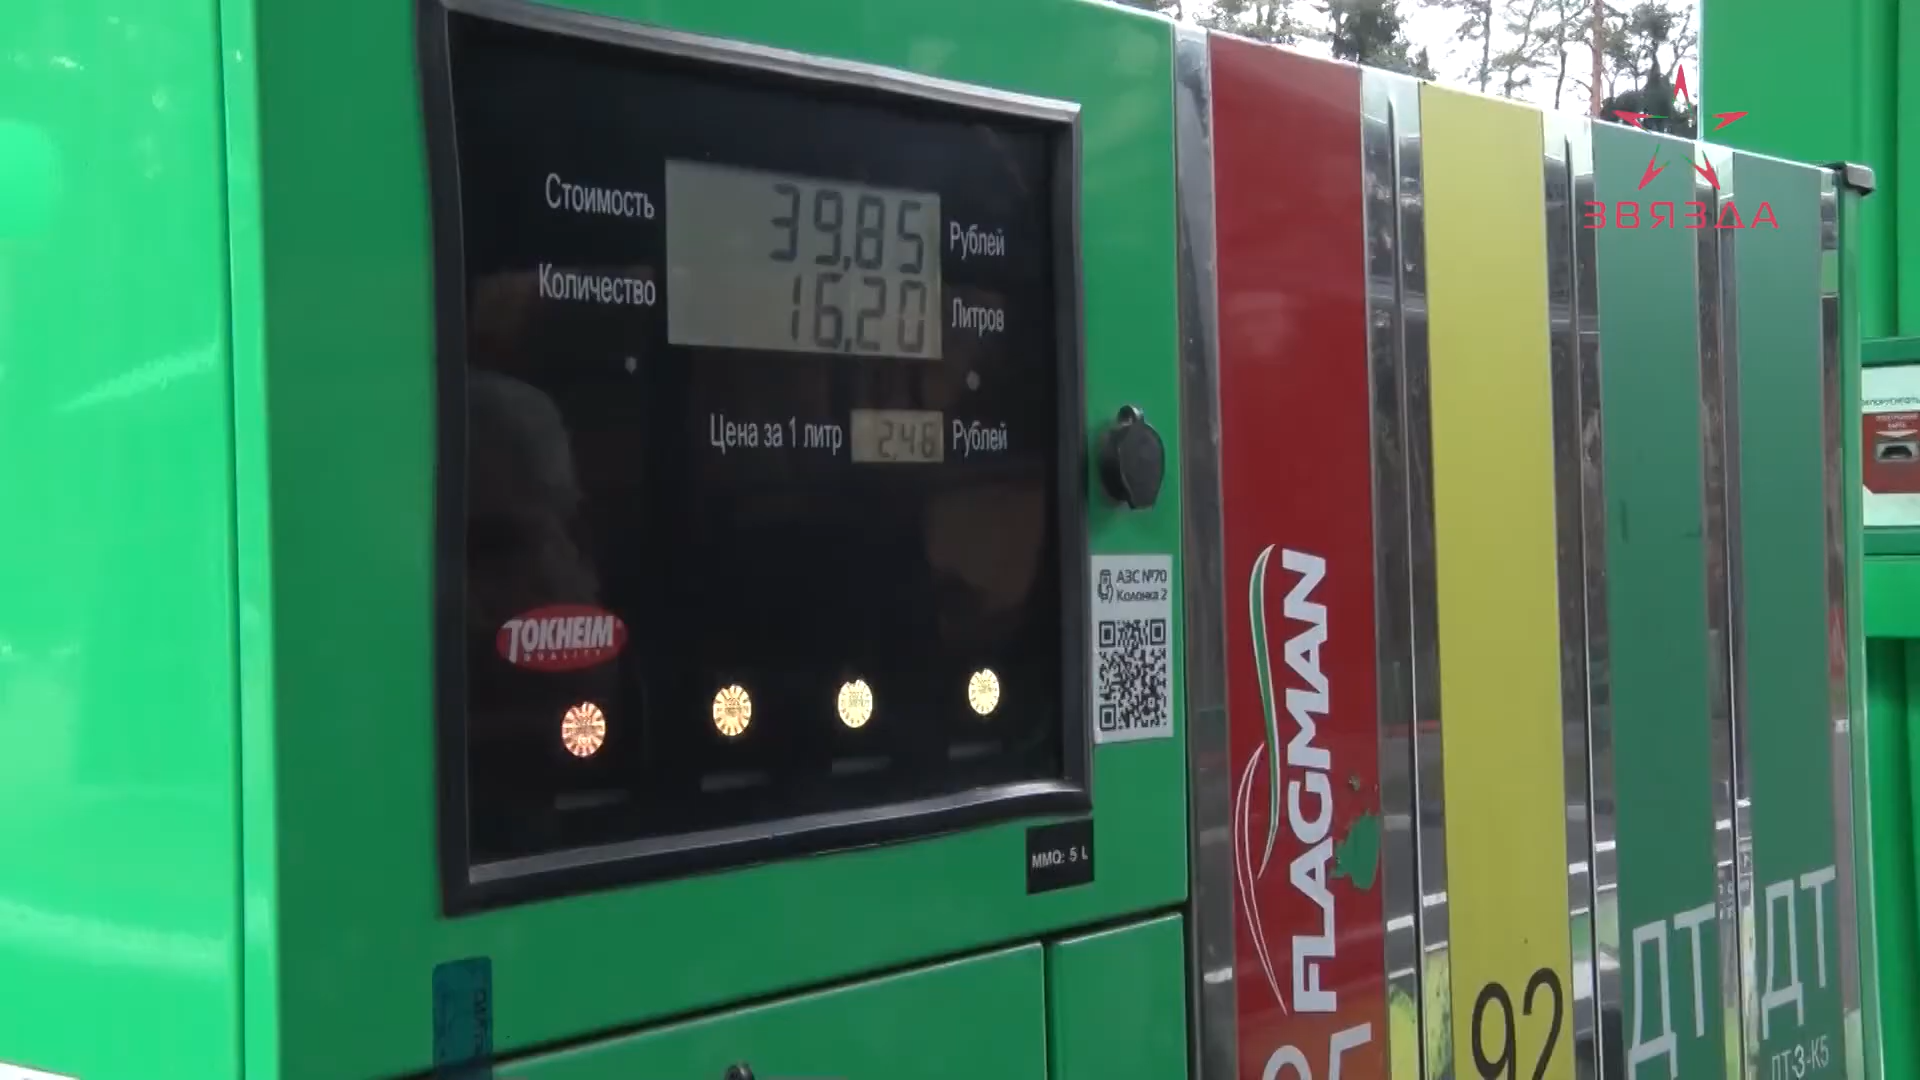 Стоимость 39,85 Рублей
Количество 16,20 Литров
Цена за 1 литр 2,46 Рублей
TOKHEIM
QUALITY
АЗС №70
Колонка 2
MMQ: 5 L
FLAGMAN
92
ДТ
ДТ
ДТ-З-К5
ЗВЯЗДА